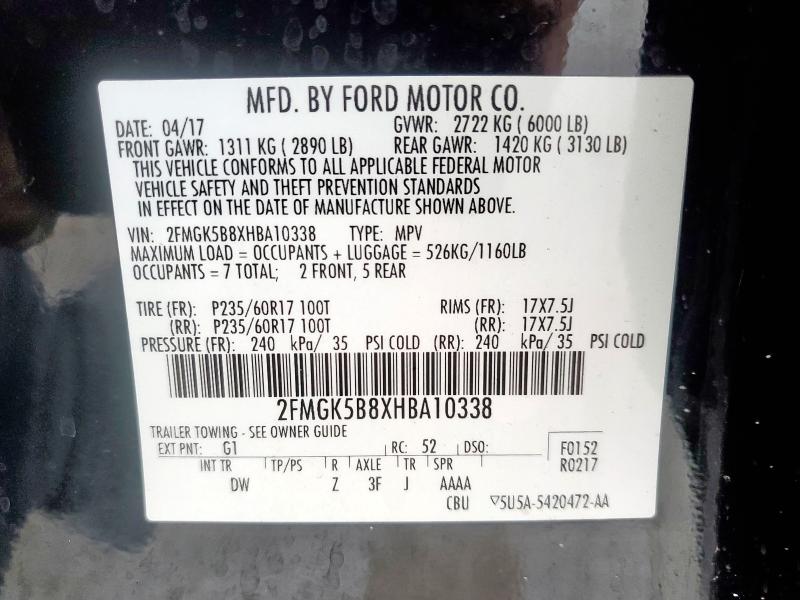 MFD. BY FORD MOTOR CO.
DATE: 04/17 GVWR: 2722 KG ( 6000 LB)
FRONT GAWR: 1311 KG ( 2890 LB) REAR GAWR: 1420 KG ( 3130 LB)
THIS VEHICLE CONFORMS TO ALL APPLICABLE FEDERAL MOTOR
VEHICLE SAFETY AND THEFT PREVENTION STANDARDS
IN EFFECT ON THE DATE OF MANUFACTURE SHOWN ABOVE.
VIN: 2FMGK5B8XHBA10338 TYPE: MPV
MAXIMUM LOAD = OCCUPANTS + LUGGAGE = 526KG/1160LB
OCCUPANTS = 7 TOTAL; 2 FRONT, 5 REAR
TIRE (FR): P235/60R17 100T RIMS (FR): 17X7.5J
(RR): P235/60R17 100T (RR): 17X7.5J
PRESSURE (FR): 240 kPa/ 35 PSI COLD (RR): 240 kPa/ 35 PSI COLD
2FMGK5B8XHBA10338
TRAILER TOWING - SEE OWNER GUIDE
EXT PNT: G1 RC: 52 DSO: F0152
INT TR TP/PS R AXLE TR SPR R0217
DW Z 3F J AAAA
CBU ▽5U5A-5420472-AA